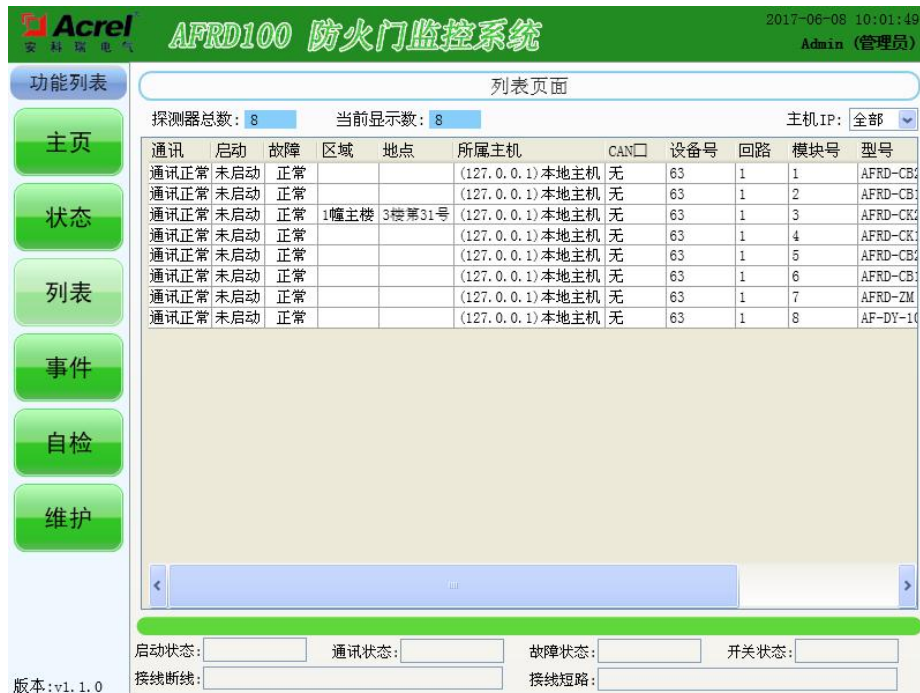 Acrel
安科瑞电气
AFRD100 防火门监控系统
2017-06-08 10:01:49
Admin (管理员)
功能列表
主页
状态
列表
事件
自检
维护
版本:v1.1.0
列表页面
探测器总数: 8 当前显示数: 8 主机IP: 全部
通讯 启动 故障 区域 地点 所属主机 CAN口 设备号 回路 模块号 型号
通讯正常 未启动 正常 (127.0.0.1)本地主机 无 63 1 1 AFRD-CB
通讯正常 未启动 正常 (127.0.0.1)本地主机 无 63 1 2 AFRD-CB
通讯正常 未启动 正常 1幢主楼 3楼第31号 (127.0.0.1)本地主机 无 63 1 3 AFRD-CK
通讯正常 未启动 正常 (127.0.0.1)本地主机 无 63 1 4 AFRD-CK
通讯正常 未启动 正常 (127.0.0.1)本地主机 无 63 1 5 AFRD-CB
通讯正常 未启动 正常 (127.0.0.1)本地主机 无 63 1 6 AFRD-CB
通讯正常 未启动 正常 (127.0.0.1)本地主机 无 63 1 7 AFRD-ZM
通讯正常 未启动 正常 (127.0.0.1)本地主机 无 63 1 8 AF-DY-10
启动状态: 通讯状态: 故障状态: 开关状态:
接线断线: 接线短路: